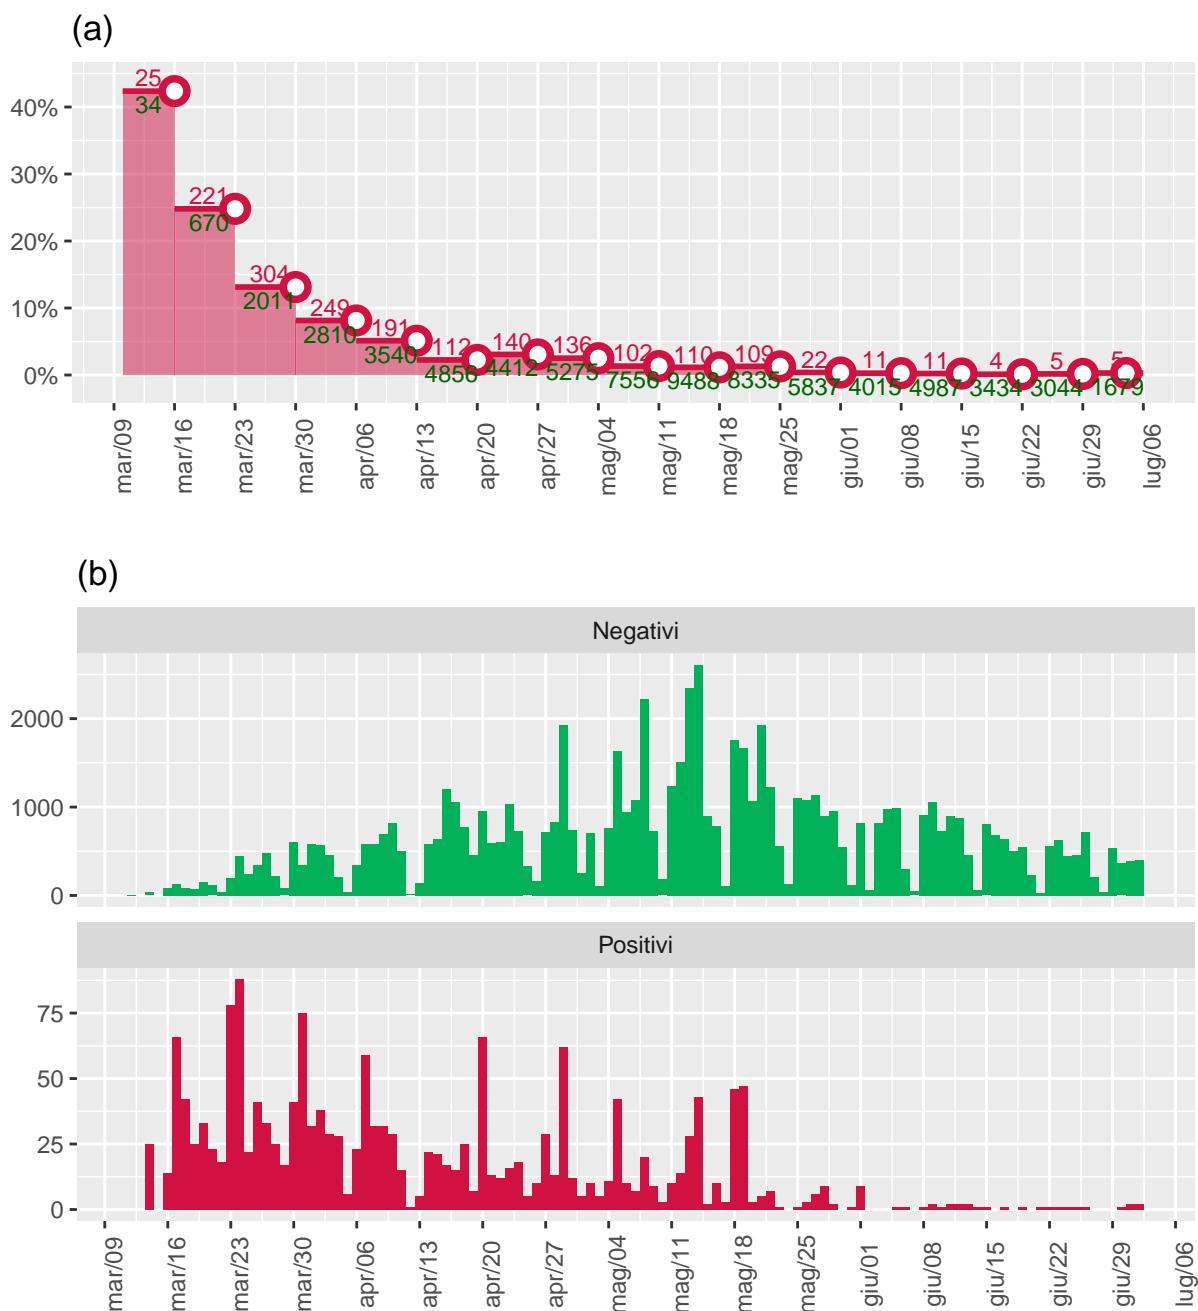 (a)
40%
30%
20%
10%
0%
25
34
221
670
304
2011
249
2810
191
3540
112
4856
140
4412
136
5275
102
7556
110
9488
109
8335
22
5837
11
4015
11
4987
4
3434
5
3044
5
1679
mar/09
mar/16
mar/23
mar/30
apr/06
apr/13
apr/20
apr/27
mag/04
mag/11
mag/18
mag/25
giu/01
giu/08
giu/15
giu/22
giu/29
lug/06
(b)
Negativi
2000
1000
0
Positivi
75
50
25
0
mar/09
mar/16
mar/23
mar/30
apr/06
apr/13
apr/20
apr/27
mag/04
mag/11
mag/18
mag/25
giu/01
giu/08
giu/15
giu/22
giu/29
lug/06